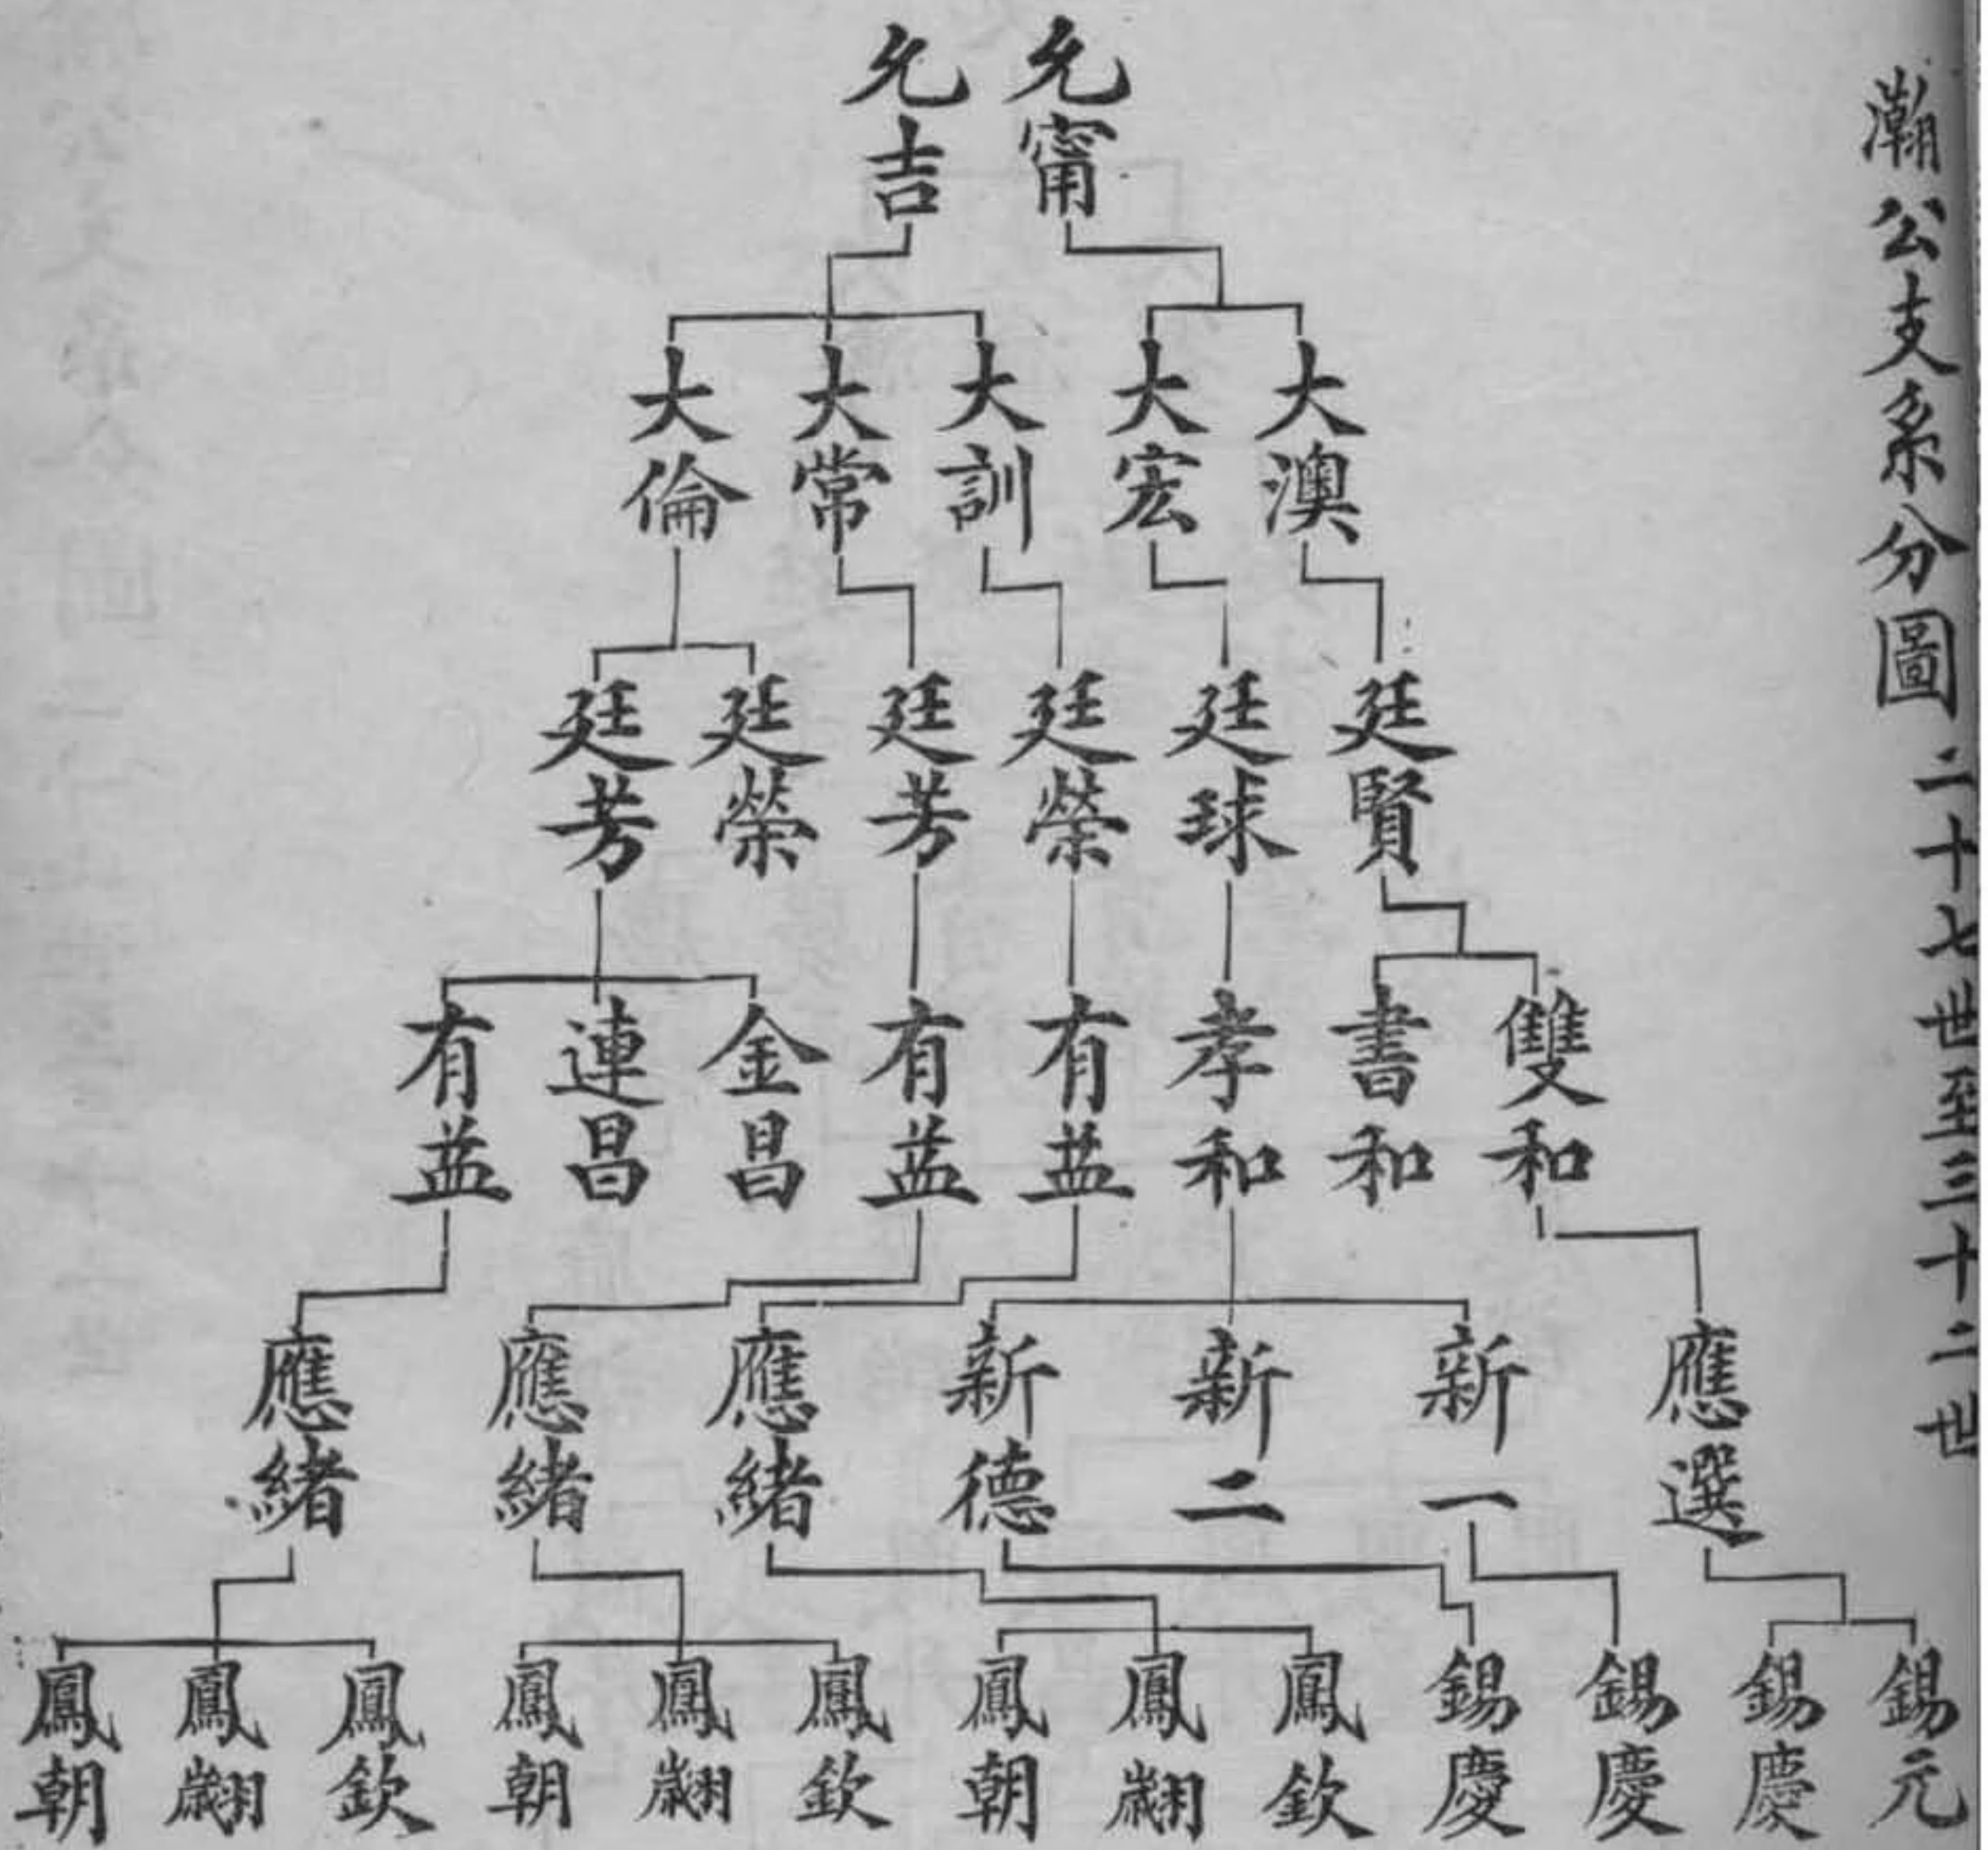 瀚公支系分圖 二十七世至三十二世
允甯
允吉
大澳
大宏
大訓
大常
大倫
廷賢
廷球
廷榮
廷芳
廷榮
廷芳
雙和
書和
孝和
有益
有益
金昌
連昌
有益
應選
新一
新二
新德
應緒
應緒
應緒
錫元
錫慶
錫慶
錫慶
鳳欽
鳳翽
鳳朝
鳳欽
鳳翽
鳳朝
鳳欽
鳳翽
鳳朝